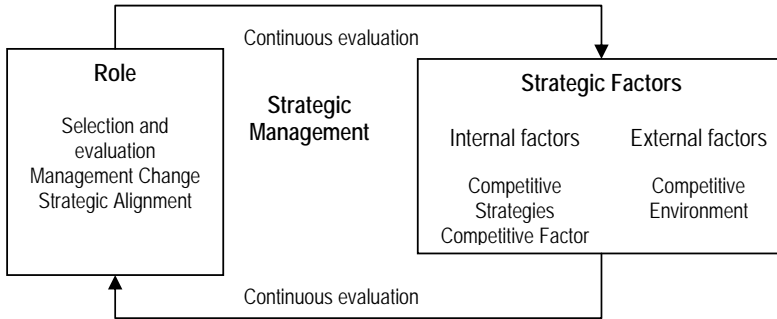 Continuous evaluation
Role
Selection and
evaluation
Management Change
Strategic Alignment
Strategic
Management
Strategic Factors
Internal factors
External factors
Competitive
Strategies
Competitive Factor
Competitive
Environment
Continuous evaluation